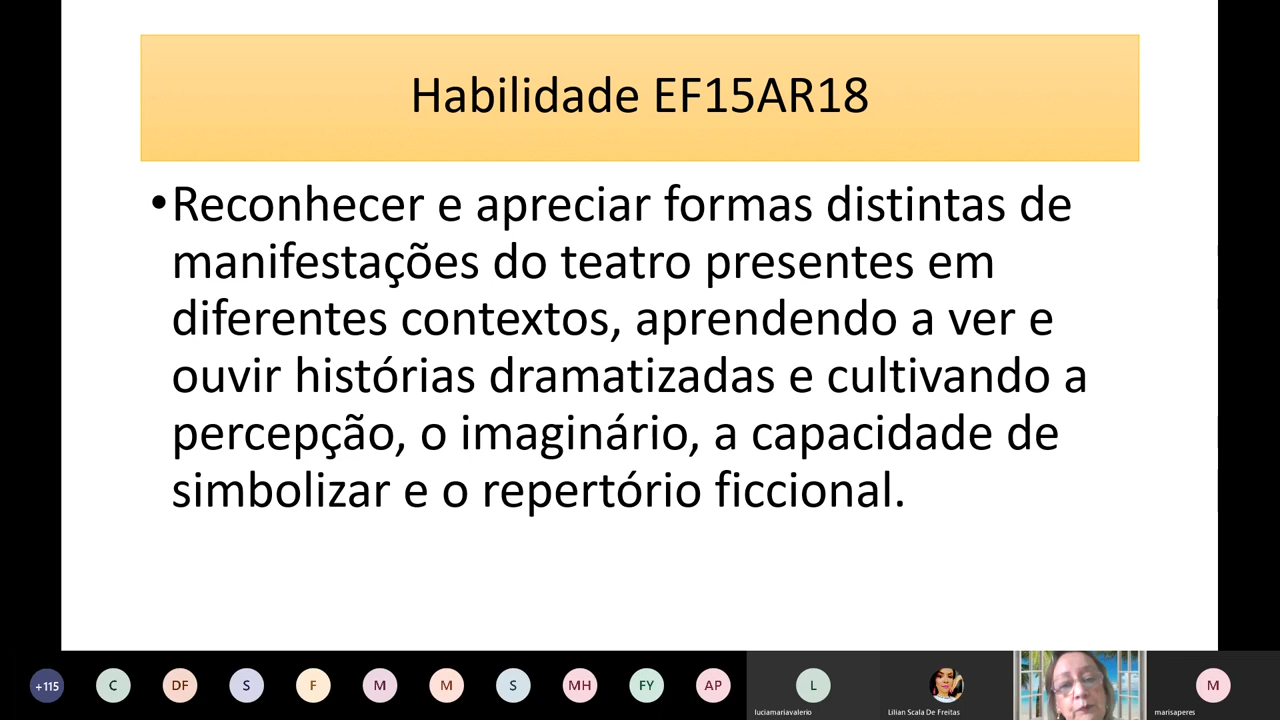 Habilidade EF15AR18
•Reconhecer e apreciar formas distintas de
manifestações do teatro presentes em
diferentes contextos, aprendendo a ver e
ouvir histórias dramatizadas e cultivando a
percepção, o imaginário, a capacidade de
simbolizar e o repertório ficcional.
+115 C DF S F M M S MH FY AP L M
luciamariavalerio Lilian Scala De Freitas marisaperes